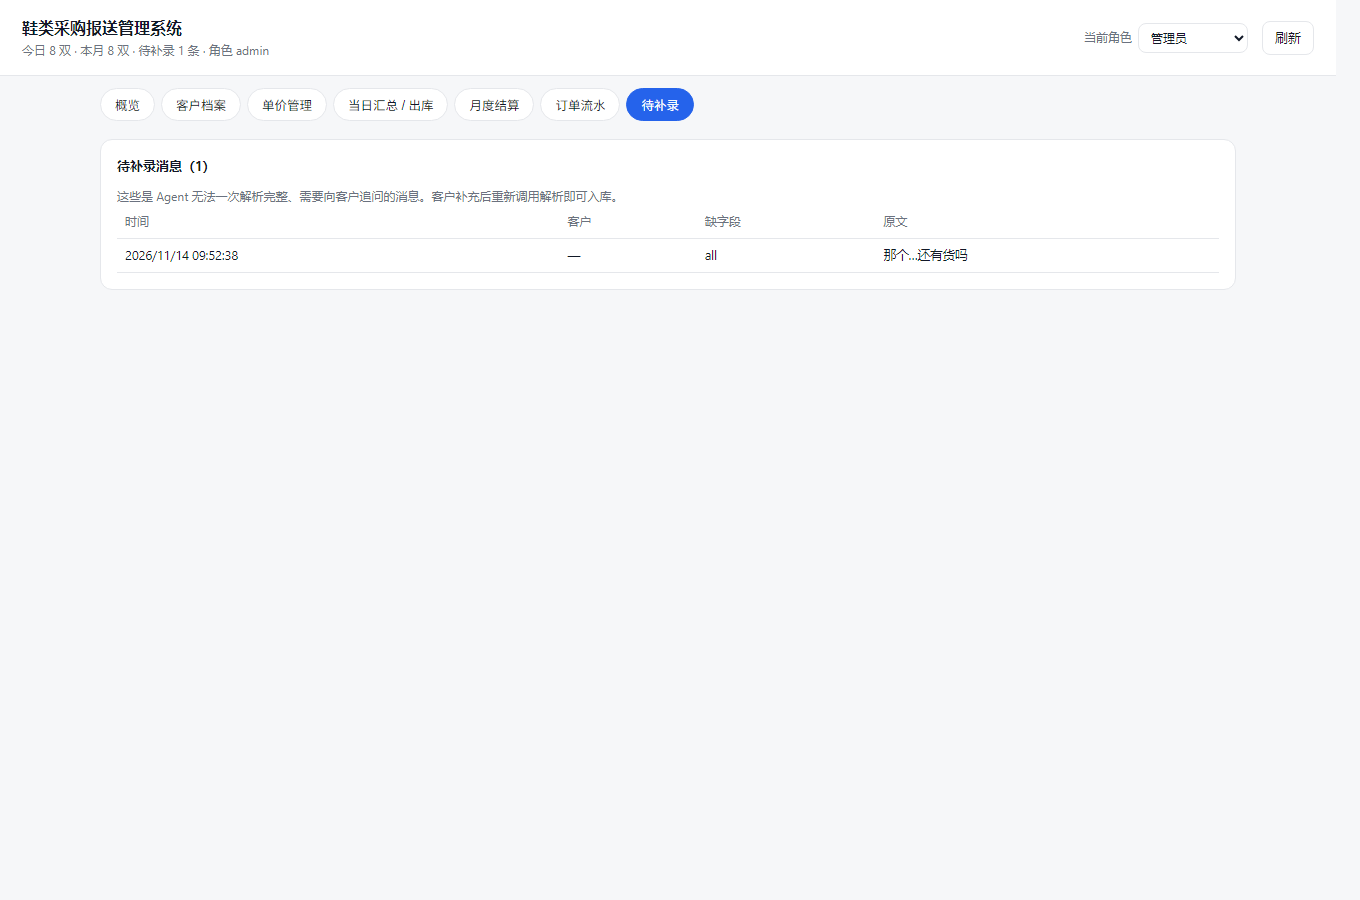 鞋类采购报送管理系统
今日 8 双 · 本月 8 双 · 待补录 1 条 · 角色 admin
当前角色 管理员 刷新
概览 客户档案 单价管理 当日汇总 / 出库 月度结算 订单流水 待补录
待补录消息（1）
这些是 Agent 无法一次解析完整、需要向客户追问的消息。客户补充后重新调用解析即可入库。
时间 客户 缺字段 原文
2026/11/14 09:52:38 — all 那个...还有货吗